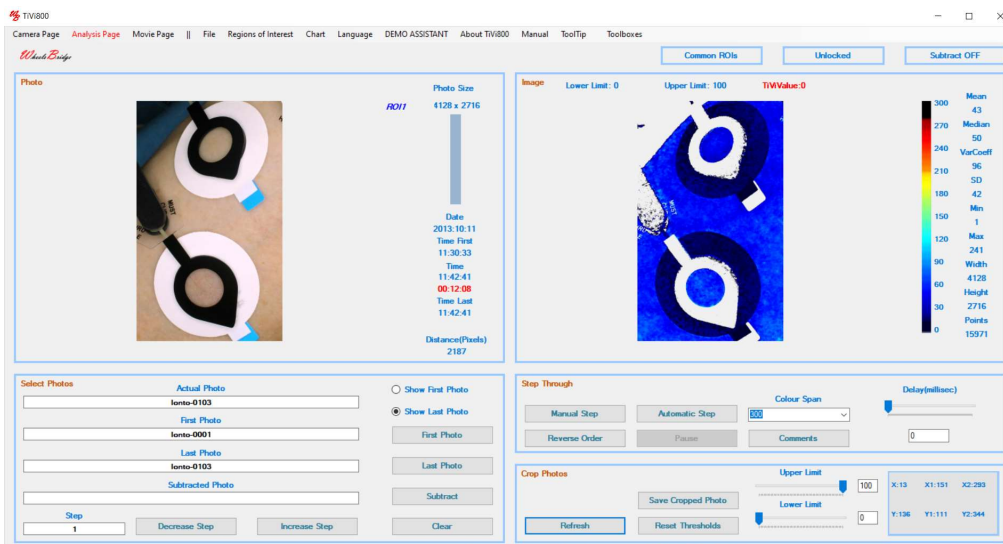 TiVi800
Camera Page Analysis Page Movie Page || File Regions of Interest Chart Language DEMO ASSISTANT About TiVi800 Manual ToolTip Toolboxes
WheelsBridge
Common ROIs Unlocked Subtract OFF
Photo
ROI1
Photo Size
4128 x 2716
Date
2013:10:11
Time First
11:30:33
Time
11:42:41
00:12:08
Time Last
11:42:41
Distance(Pixels)
2187
MUST
Image Lower Limit: 0 Upper Limit: 100 TiViValue:0
300
270
240
210
180
150
120
90
60
30
0
Mean
43
Median
50
VarCoeff
96
SD
42
Min
1
Max
241
Width
4128
Height
2716
Points
15971
Select Photos
Actual Photo
Ionto-0103
First Photo
Ionto-0001
Last Photo
Ionto-0103
Subtracted Photo
Step
1
Decrease Step Increase Step
Show First Photo
Show Last Photo
First Photo
Last Photo
Subtract
Clear
Step Through
Manual Step Automatic Step
Reverse Order Pause
Colour Span
300
Comments
Delay(millisec)
0
Crop Photos
Save Cropped Photo
Refresh Reset Thresholds
Upper Limit
100
Lower Limit
0
X:13 X1:151 X2:293
Y:136 Y1:111 Y2:344